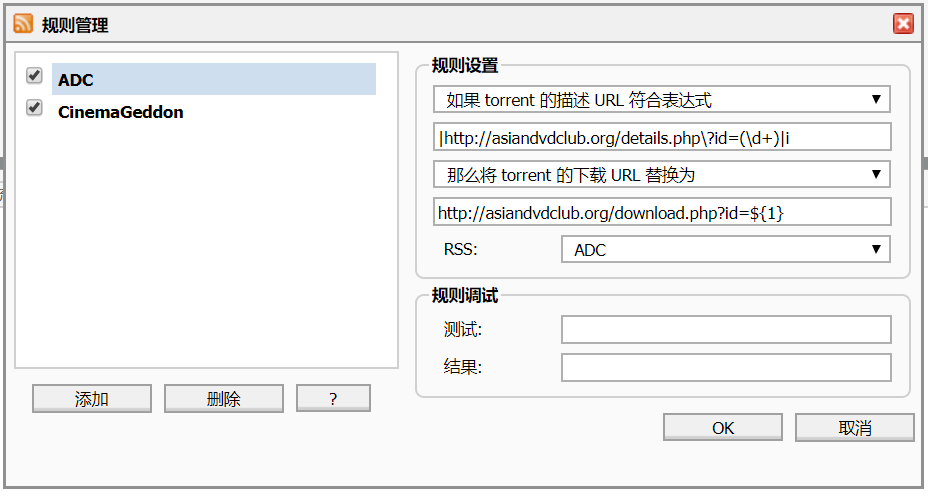 规则管理
ADC
CinemaGeddon
添加
删除
?
规则设置
如果 torrent 的描述 URL 符合表达式
|http://asiandvdclub.org/details.php\?id=(\d+)|i
那么将 torrent 的下载 URL 替换为
http://asiandvdclub.org/download.php?id=${1}
RSS:
ADC
规则调试
测试:
结果:
OK
取消